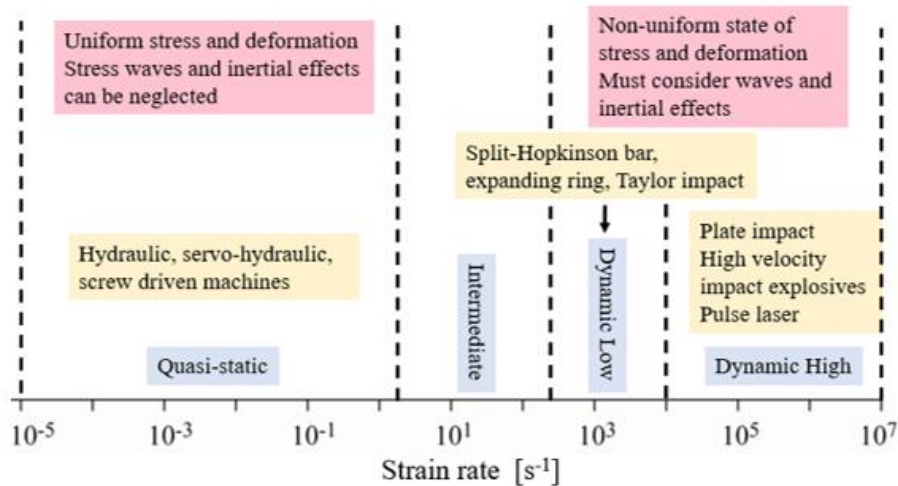 Uniform stress and deformation
Stress waves and inertial effects
can be neglected
Non-uniform state of
stress and deformation
Must consider waves and
inertial effects
Split-Hopkinson bar,
expanding ring, Taylor impact
Hydraulic, servo-hydraulic,
screw driven machines
Plate impact
High velocity
impact explosives
Pulse laser
Quasi-static
Intermediate
Dynamic Low
Dynamic High
10⁻⁵ 10⁻³ 10⁻¹ 10¹ 10³ 10⁵ 10⁷
Strain rate [s⁻¹]